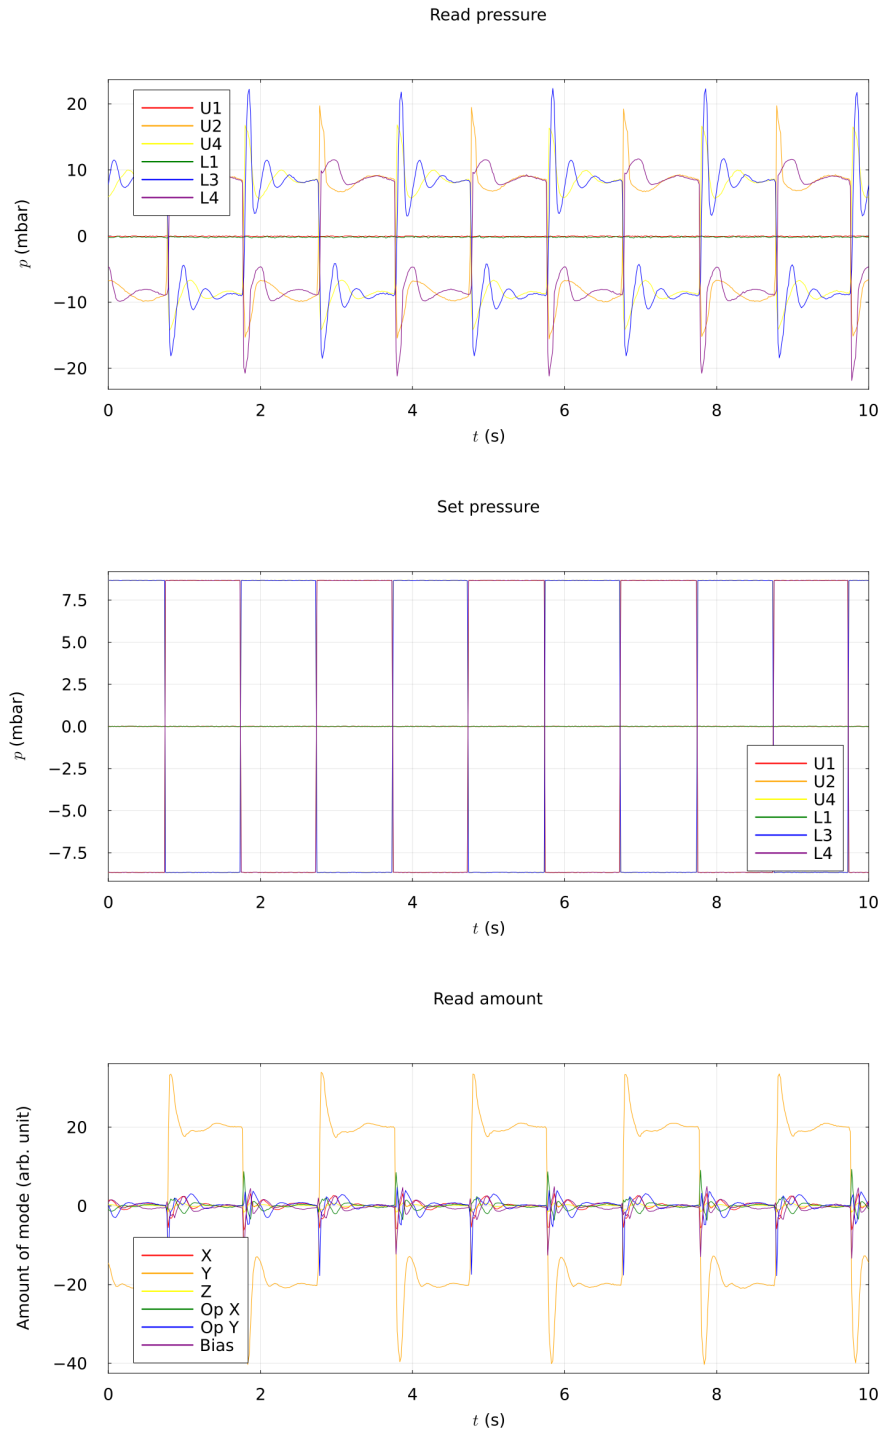 Read pressure
20
10
0
−10
−20
p (mbar)
U1
U2
U4
L1
L3
L4
0 2 4 6 8 10
t (s)
Set pressure
7.5
5.0
2.5
0.0
−2.5
−5.0
−7.5
p (mbar)
U1
U2
U4
L1
L3
L4
0 2 4 6 8 10
t (s)
Read amount
20
0
−20
−40
Amount of mode (arb. unit)
X
Y
Z
Op X
Op Y
Bias
0 2 4 6 8 10
t (s)